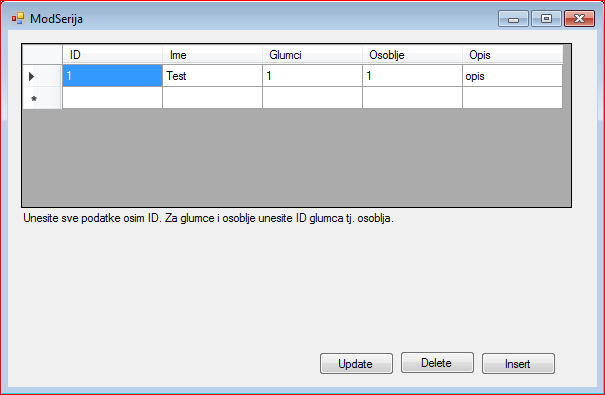 ModSerija
ID Ime Glumci Osoblje Opis
1 Test 1 1 opis
*
Unesite sve podatke osim ID. Za glumce i osoblje unesite ID glumca tj. osoblja.
Update Delete Insert